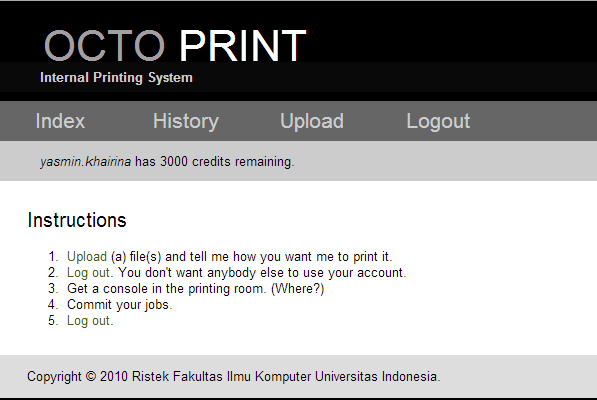 OCTO PRINT
Internal Printing System
Index History Upload Logout
yasmin.khairina has 3000 credits remaining.
Instructions
1. Upload (a) file(s) and tell me how you want me to print it.
2. Log out. You don't want anybody else to use your account.
3. Get a console in the printing room. (Where?)
4. Commit your jobs.
5. Log out.
Copyright © 2010 Ristek Fakultas Ilmu Komputer Universitas Indonesia.